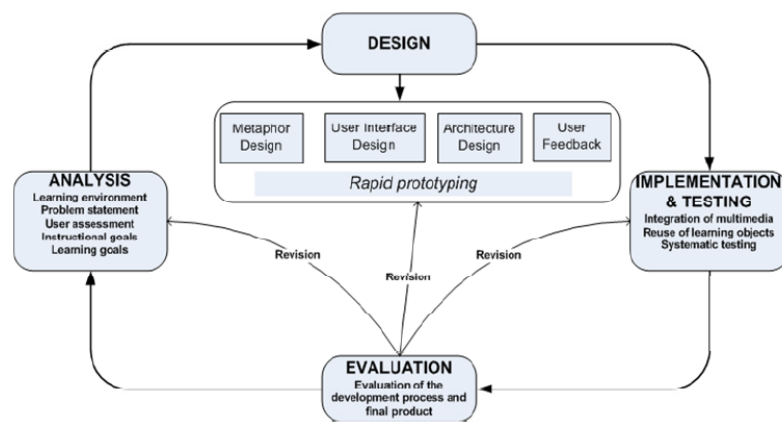 DESIGN
Metaphor
Design
User Interface
Design
Architecture
Design
User
Feedback
Rapid prototyping
ANALYSIS
Learning environment
Problem statement
User assessment
Instructional goals
Learning goals
IMPLEMENTATION
& TESTING
Integration of multimedia
Reuse of learning objects
Systematic testing
Revision
Revision
Revision
EVALUATION
Evaluation of the
development process and
final product